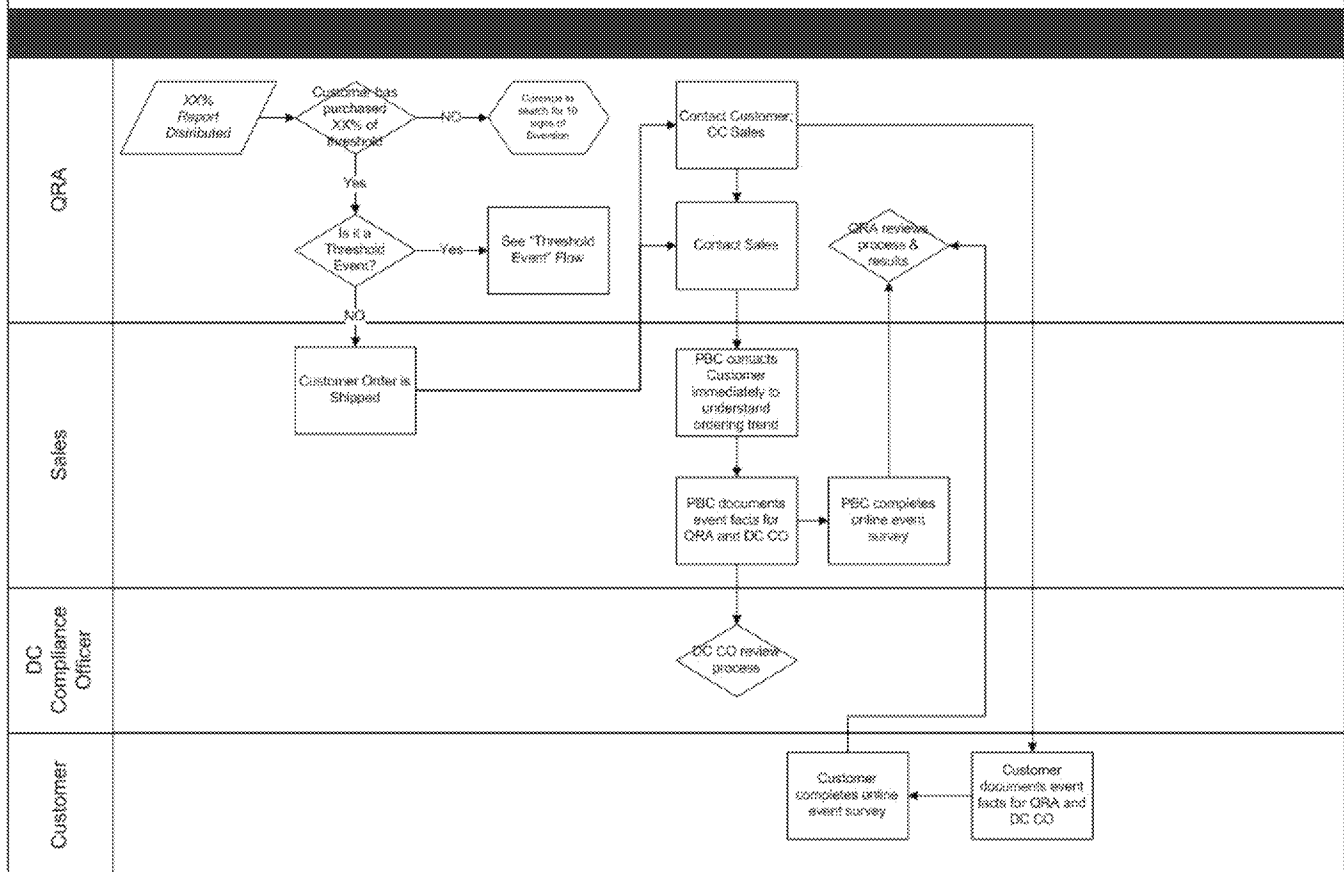 QRA
XX%
Report
Distributed
Customer has
purchased
XX% of
threshold
NO
Continue to
search for 10
signs of
Diversion
Yes
Is it a
Threshold
Event?
Yes
See "Threshold
Event" Flow
NO
Contact Customer;
CC Sales
Contact Sales
QRA reviews
process &
results
Sales
Customer Order is
Shipped
PBC contacts
Customer
immediately to
understand
ordering trend
PBC documents
event facts for
QRA and DC CO
PBC completes
online event
survey
DC
Compliance
Officer
DC CO review
process
Customer
Customer
completes online
event survey
Customer
documents event
facts for QRA and
DC CO